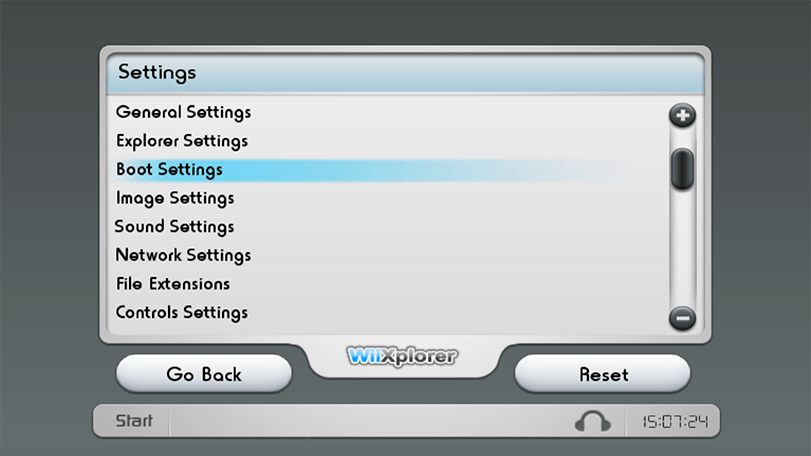 Settings
General Settings
Explorer Settings
Boot Settings
Image Settings
Sound Settings
Network Settings
File Extensions
Controls Settings
WiiXplorer
Go Back
Reset
Start
15:07:24